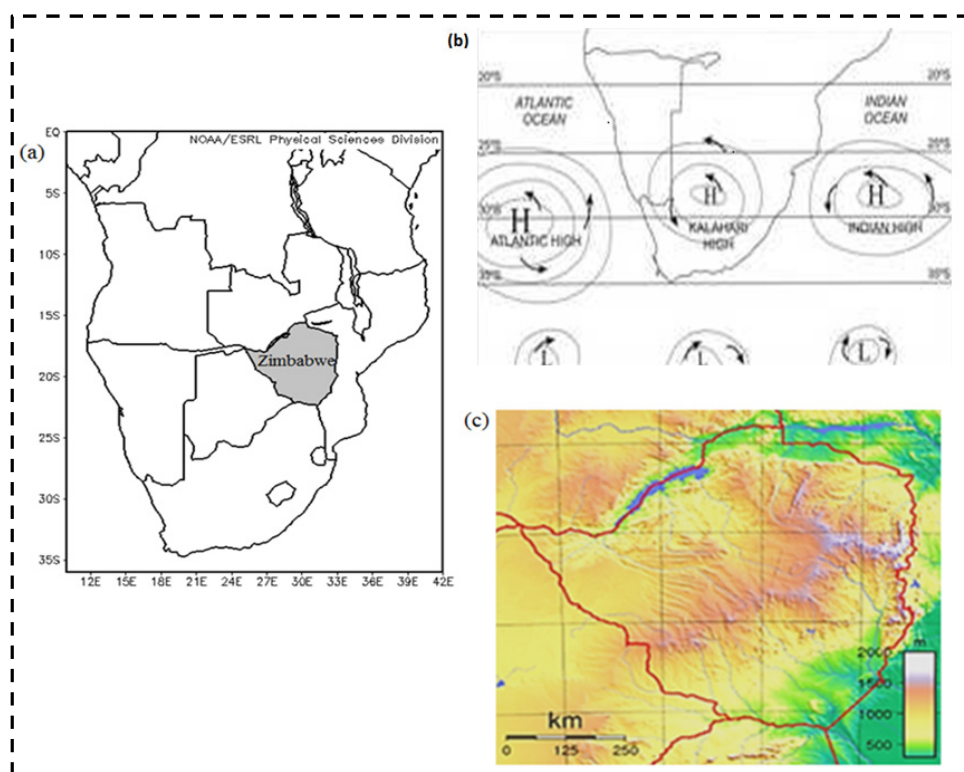 (a)
NOAA/ESRL Physical Sciences Division
EQ
5S
10S
15S
20S
25S
30S
35S
Zimbabwe
12E 15E 18E 21E 24E 27E 30E 33E 36E 39E 42E
(b)
20°S 20°S
ATLANTIC
OCEAN
INDIAN
OCEAN
25°S 25°S
H H H
30°S
ATLANTIC HIGH
KALAHARI
HIGH
INDIAN HIGH
35°S 35°S
L L L
(c)
m
2000
1500
1000
500
km
0 125 250